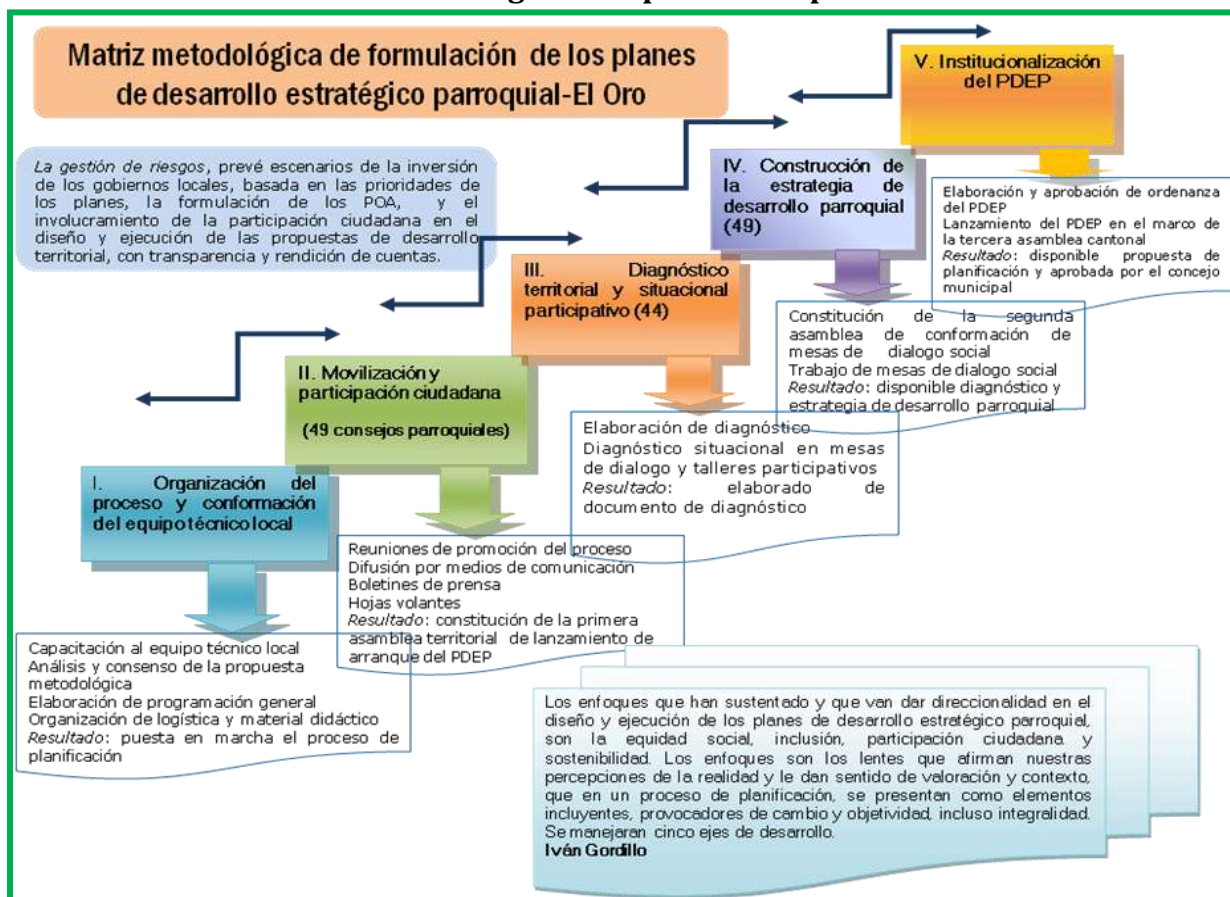 Matriz metodológica de formulación de los planes
de desarrollo estratégico parroquial-El Oro
La gestión de riesgos, prevé escenarios de la inversión
de los gobiernos locales, basada en las prioridades de
los planes, la formulación de los POA, y el
involucramiento de la participación ciudadana en el
diseño y ejecución de las propuestas de desarrollo
territorial, con transparencia y rendición de cuentas.
I. Organización del
proceso y conformación
del equipo técnico local
Capacitación al equipo técnico local
Análisis y consenso de la propuesta
metodológica
Elaboración de programación general
Organización de logística y material didáctico
Resultado: puesta en marcha el proceso de
planificación
II. Movilización y
participación ciudadana
(49 consejos parroquiales)
Reuniones de promoción del proceso
Difusión por medios de comunicación
Boletines de prensa
Hojas volantes
Resultado: constitución de la primera
asamblea territorial de lanzamiento de
arranque del PDEP
III. Diagnóstico
territorial y situacional
participativo (44)
Elaboración de diagnóstico
Diagnóstico situacional en mesas
de dialogo y talleres participativos
Resultado: elaborado de
documento de diagnóstico
IV. Construcción de
la estrategia de
desarrollo parroquial
(49)
Constitución de la segunda
asamblea de conformación de
mesas de dialogo social
Trabajo de mesas de dialogo social
Resultado: disponible diagnóstico y
estrategia de desarrollo parroquial
V. Institucionalización
del PDEP
Elaboración y aprobación de ordenanza
del PDEP
Lanzamiento del PDEP en el marco de
la tercera asamblea cantonal
Resultado: disponible propuesta de
planificación y aprobada por el concejo
municipal
Los enfoques que han sustentado y que van dar direccionalidad en el
diseño y ejecución de los planes de desarrollo estratégico parroquial,
son la equidad social, inclusión, participación ciudadana y
sostenibilidad. Los enfoques son los lentes que afirman nuestras
percepciones de la realidad y le dan sentido de valoración y contexto,
que en un proceso de planificación, se presentan como elementos
incluyentes, provocadores de cambio y objetividad, incluso integralidad.
Se manejaran cinco ejes de desarrollo.
Iván Gordillo